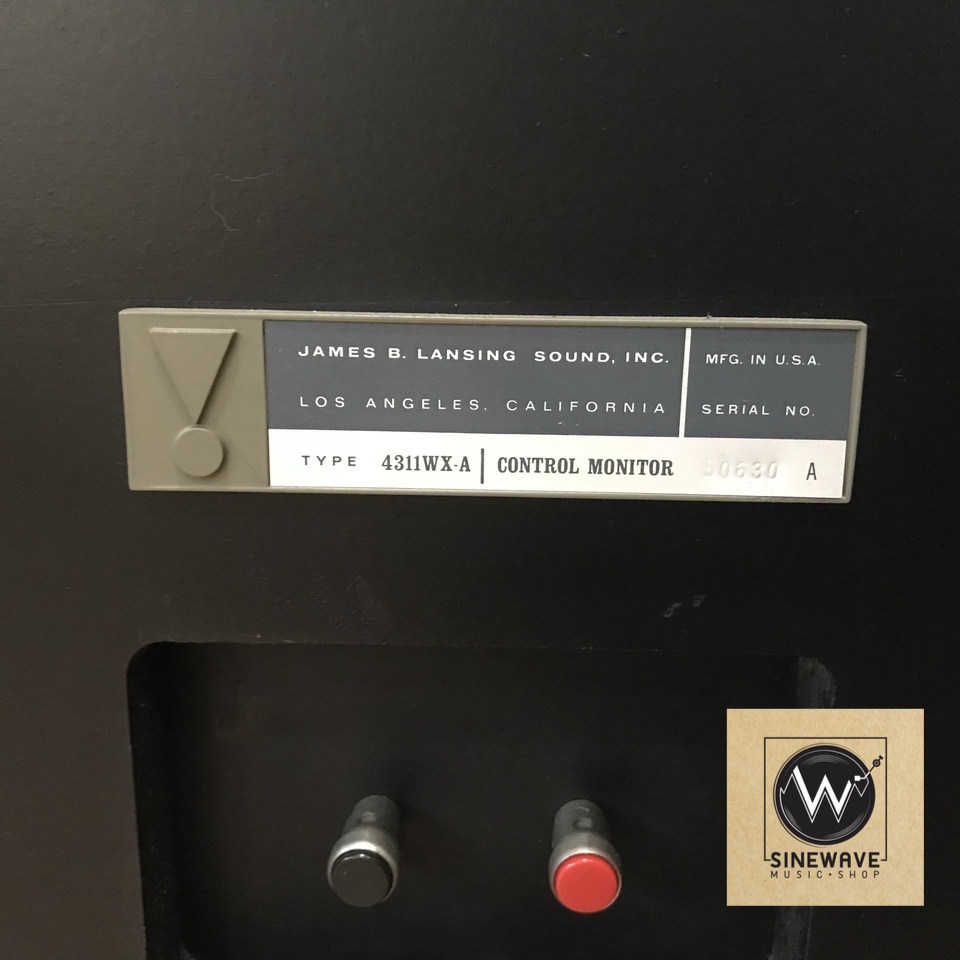 JAMES B. LANSING SOUND, INC.
MFG. IN U.S.A.
LOS ANGELES, CALIFORNIA
SERIAL NO.
TYPE 4311WX-A CONTROL MONITOR
50630 A
SINEWAVE
MUSIC•SHOP